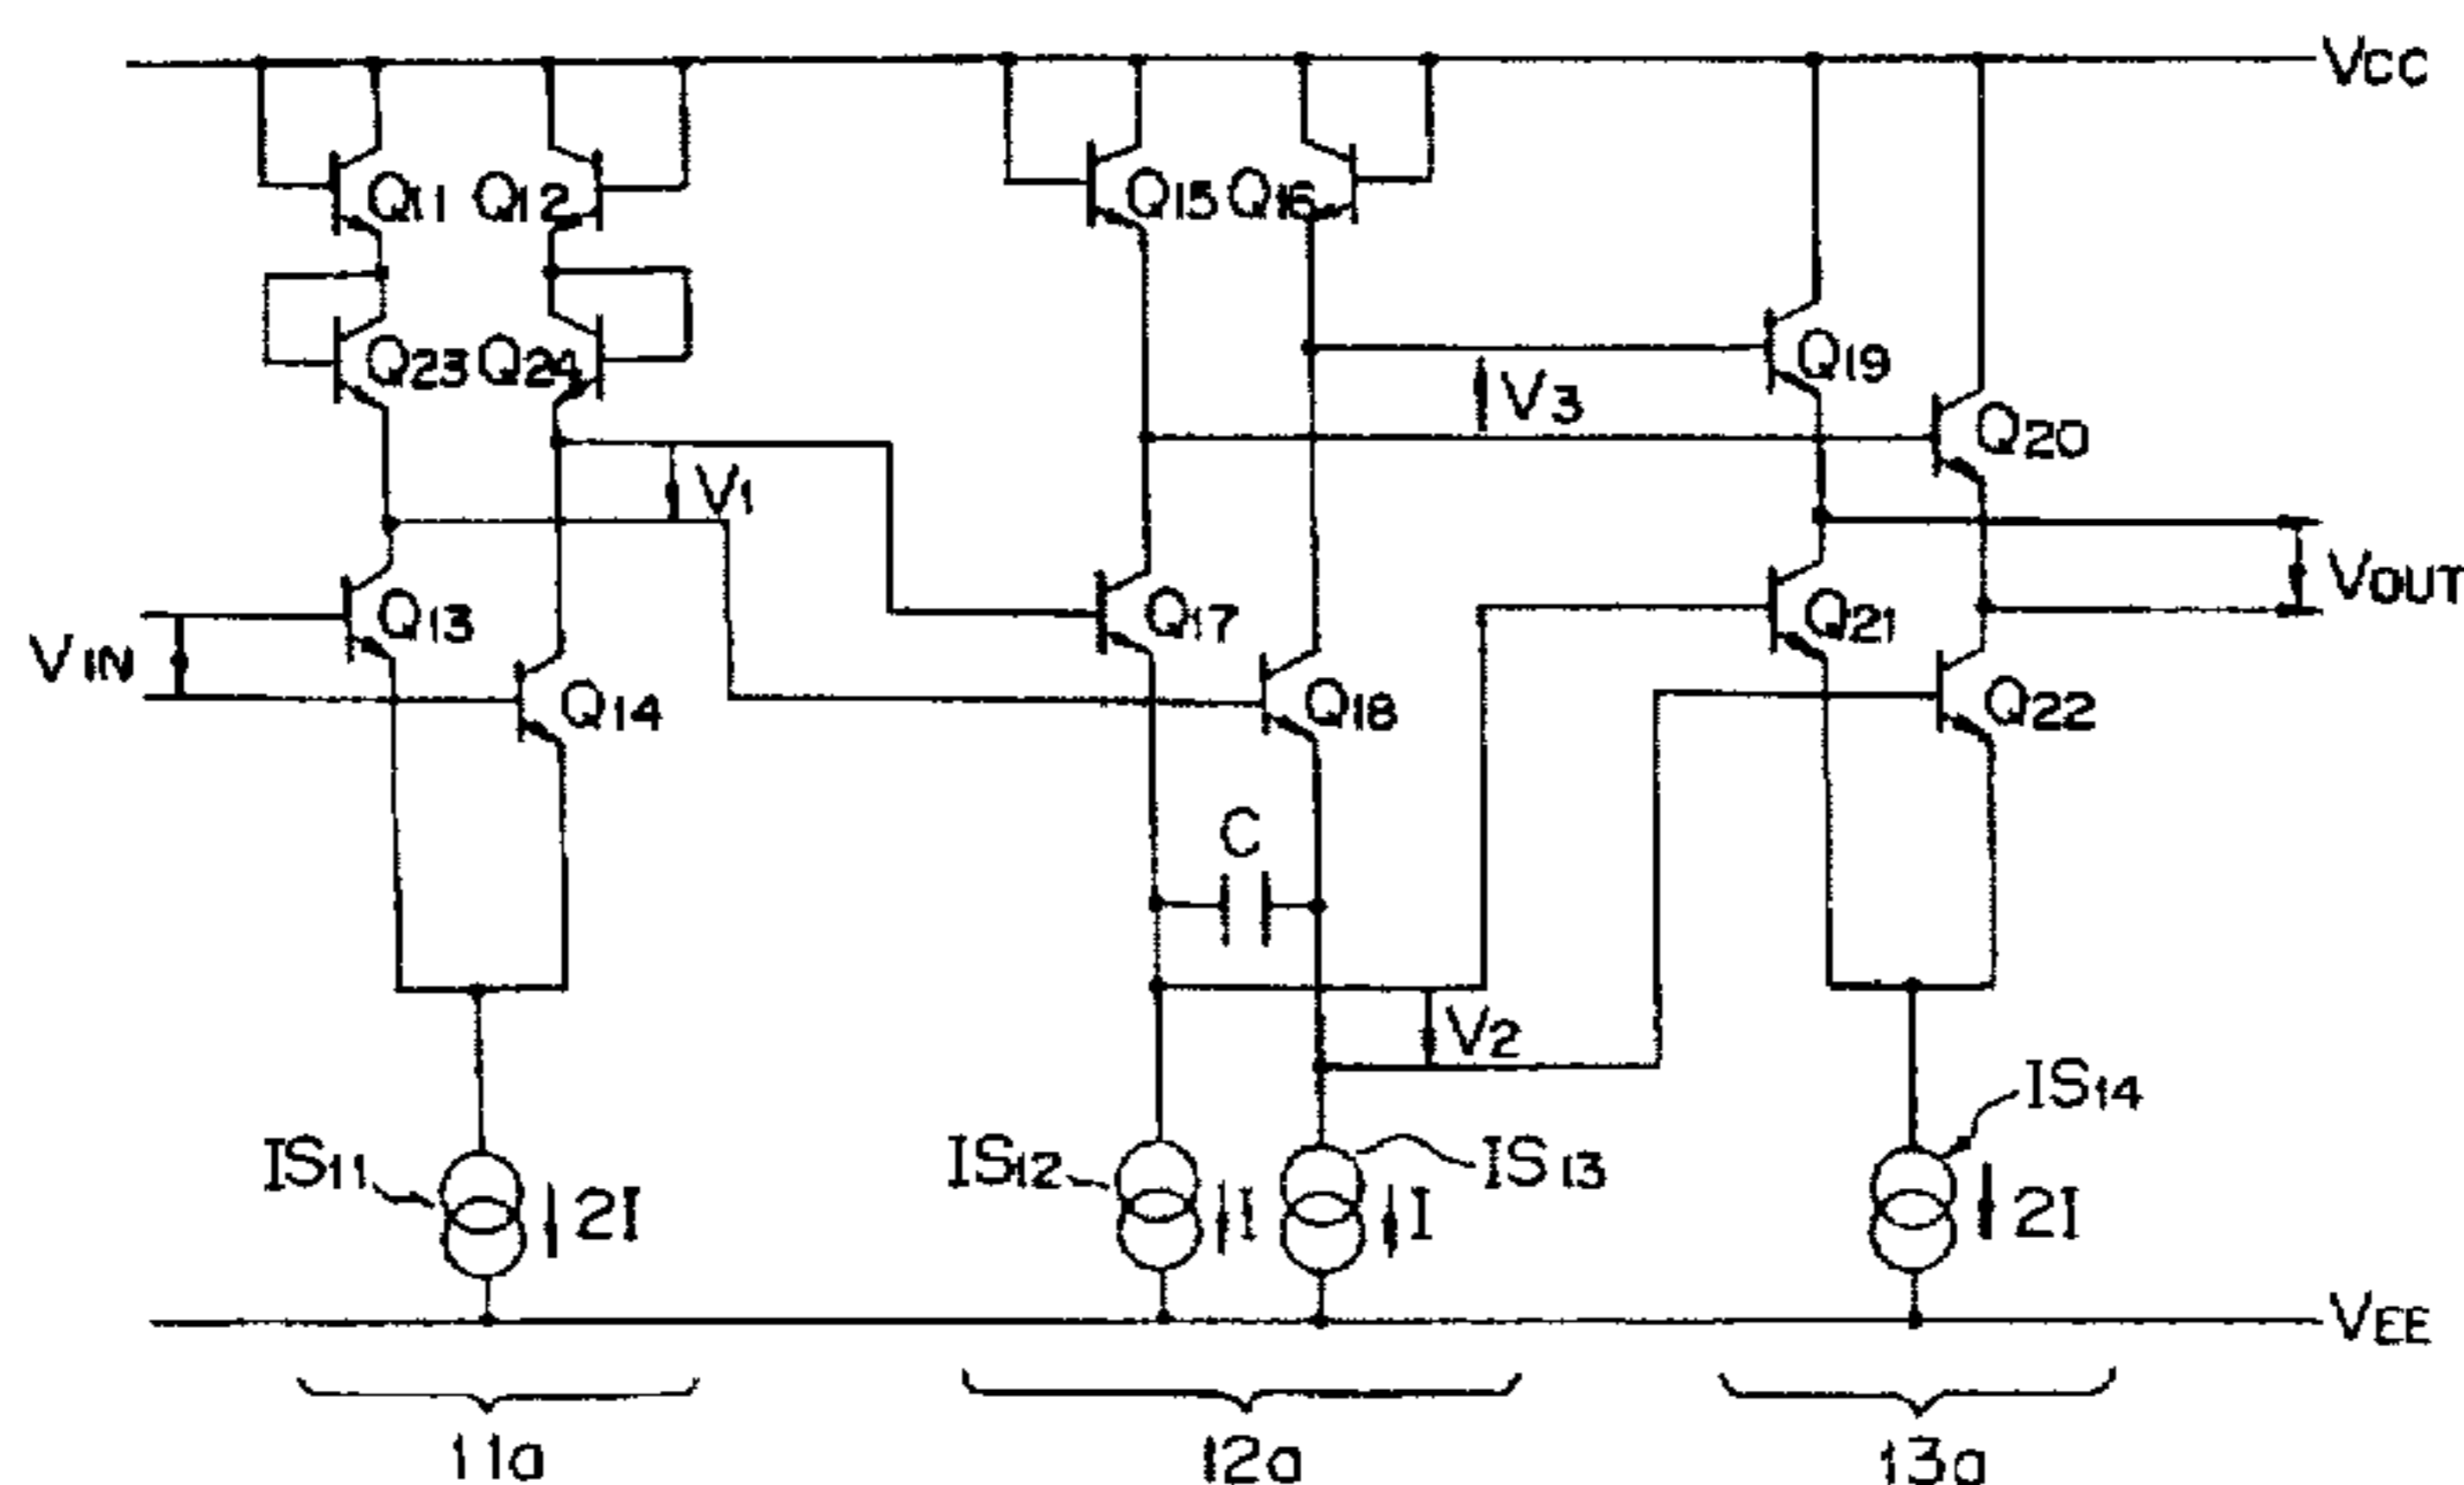 VCC
Q11 Q12
Q15 Q16
Q23 Q24
Q19
V3
Q20
V1
VOUT
Q13
Q17
Q21
VIN
Q14
Q18
Q22
C
V2
IS14
IS11
2I
IS12
I
I
IS13
2I
VEE
11a
12a
13a